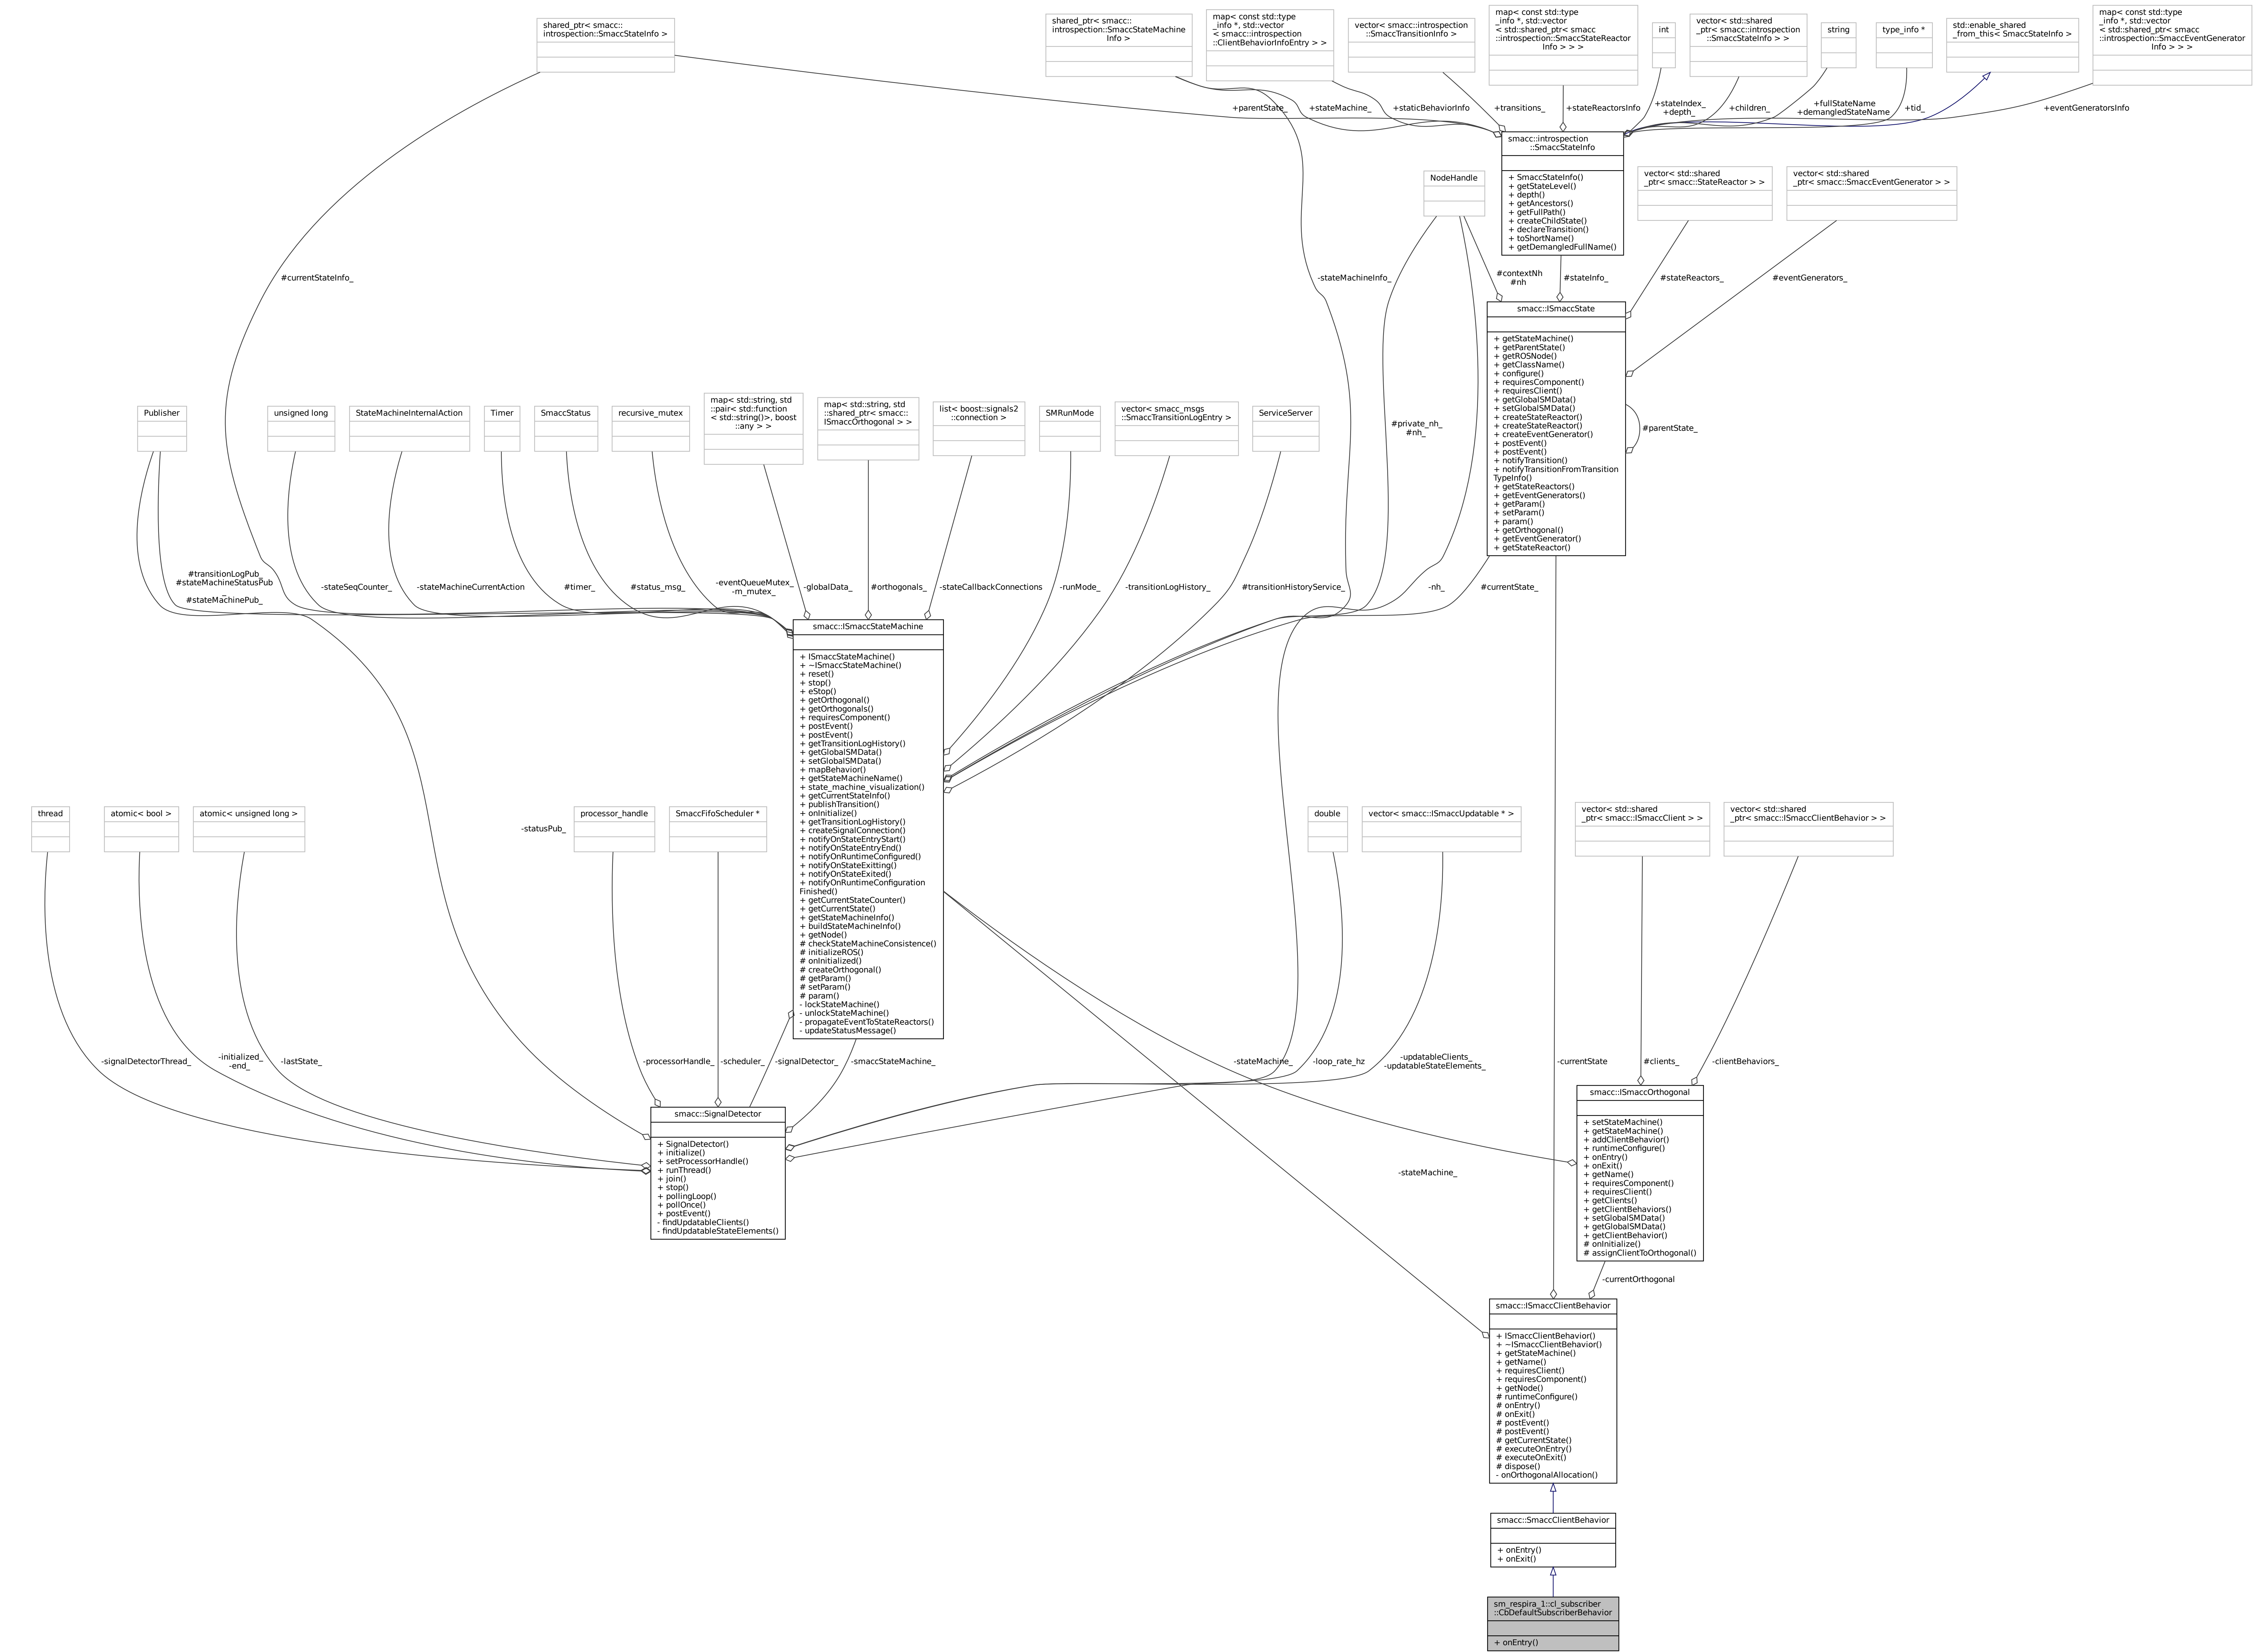 shared_ptr< smacc::
introspection::SmaccStateInfo >
shared_ptr< smacc::
introspection::SmaccStateMachine
Info >
map< const std::type
_info *, std::vector
< smacc::introspection
::ClientBehaviorInfoEntry > >
vector< smacc::introspection
::SmaccTransitionInfo >
map< const std::type
_info *, std::vector
< std::shared_ptr< smacc
::introspection::SmaccStateReactor
Info > > >
int
vector< std::shared
_ptr< smacc::introspection
::SmaccStateInfo > >
string
type_info *
std::enable_shared
_from_this< SmaccStateInfo >
map< const std::type
_info *, std::vector
< std::shared_ptr< smacc
::introspection::SmaccEventGenerator
Info > > >
+parentState_
+stateMachine_
+staticBehaviorInfo
+transitions_
+stateReactorsInfo
+stateIndex_
+depth_
+children_
+fullStateName
+demangledStateName
+tid_
+eventGeneratorsInfo
smacc::introspection
::SmaccStateInfo
+ SmaccStateInfo()
+ getStateLevel()
+ depth()
+ getAncestors()
+ getFullPath()
+ createChildState()
+ declareTransition()
+ toShortName()
+ getDemangledFullName()
NodeHandle
vector< std::shared
_ptr< smacc::StateReactor > >
vector< std::shared
_ptr< smacc::SmaccEventGenerator > >
#currentStateInfo_
-stateMachineInfo_
#contextNh
#nh
#stateInfo_
#stateReactors_
#eventGenerators_
smacc::ISmaccState
+ getStateMachine()
+ getParentState()
+ getROSNode()
+ getClassName()
+ configure()
+ requiresComponent()
+ requiresClient()
+ getGlobalSMData()
+ setGlobalSMData()
+ createStateReactor()
+ createStateReactor()
+ createEventGenerator()
+ postEvent()
+ postEvent()
+ notifyTransition()
+ notifyTransitionFromTransition
TypeInfo()
+ getStateReactors()
+ getEventGenerators()
+ getParam()
+ setParam()
+ param()
+ getOrthogonal()
+ getEventGenerator()
+ getStateReactor()
#parentState_
Publisher
unsigned long
StateMachineInternalAction
Timer
SmaccStatus
recursive_mutex
map< std::string, std
::pair< std::function
< std::string()>, boost
::any > >
map< std::string, std
::shared_ptr< smacc::
ISmaccOrthogonal > >
list< boost::signals2
::connection >
SMRunMode
vector< smacc_msgs
::SmaccTransitionLogEntry >
ServiceServer
#private_nh_
#nh_
#transitionLogPub_
#stateMachineStatusPub
_
#stateMachinePub_
-stateSeqCounter_
-stateMachineCurrentAction
#timer_
#status_msg_
-eventQueueMutex_
-m_mutex_
-globalData_
#orthogonals_
-stateCallbackConnections
-runMode_
-transitionLogHistory_
#transitionHistoryService_
-nh_
#currentState_
smacc::ISmaccStateMachine
+ ISmaccStateMachine()
+ ~ISmaccStateMachine()
+ reset()
+ stop()
+ eStop()
+ getOrthogonal()
+ getOrthogonals()
+ requiresComponent()
+ postEvent()
+ postEvent()
+ getTransitionLogHistory()
+ getGlobalSMData()
+ setGlobalSMData()
+ mapBehavior()
+ getStateMachineName()
+ state_machine_visualization()
+ getCurrentStateInfo()
+ publishTransition()
+ onInitialize()
+ getTransitionLogHistory()
+ createSignalConnection()
+ notifyOnStateEntryStart()
+ notifyOnStateEntryEnd()
+ notifyOnRuntimeConfigured()
+ notifyOnStateExitting()
+ notifyOnStateExited()
+ notifyOnRuntimeConfiguration
Finished()
+ getCurrentStateCounter()
+ getCurrentState()
+ getStateMachineInfo()
+ buildStateMachineInfo()
+ getNode()
# checkStateMachineConsistence()
# initializeROS()
# onInitialized()
# createOrthogonal()
# getParam()
# setParam()
# param()
- lockStateMachine()
- unlockStateMachine()
- propagateEventToStateReactors()
- updateStatusMessage()
thread
atomic< bool >
atomic< unsigned long >
-statusPub_
processor_handle
SmaccFifoScheduler *
double
vector< smacc::ISmaccUpdatable * >
vector< std::shared
_ptr< smacc::ISmaccClient > >
vector< std::shared
_ptr< smacc::ISmaccClientBehavior > >
-signalDetectorThread_
-initialized_
-end_
-lastState_
-processorHandle_
-scheduler_
-signalDetector_
-smaccStateMachine_
-stateMachine_
-loop_rate_hz
-updatableClients_
-updatableStateElements_
-currentState
#clients_
-clientBehaviors_
smacc::SignalDetector
+ SignalDetector()
+ initialize()
+ setProcessorHandle()
+ runThread()
+ join()
+ stop()
+ pollingLoop()
+ pollOnce()
+ postEvent()
- findUpdatableClients()
- findUpdatableStateElements()
smacc::ISmaccOrthogonal
+ setStateMachine()
+ getStateMachine()
+ addClientBehavior()
+ runtimeConfigure()
+ onEntry()
+ onExit()
+ getName()
+ requiresComponent()
+ requiresClient()
+ getClients()
+ getClientBehaviors()
+ setGlobalSMData()
+ getGlobalSMData()
+ getClientBehavior()
# onInitialize()
# assignClientToOrthogonal()
-stateMachine_
-currentOrthogonal
smacc::ISmaccClientBehavior
+ ISmaccClientBehavior()
+ ~ISmaccClientBehavior()
+ getStateMachine()
+ getName()
+ requiresClient()
+ requiresComponent()
+ getNode()
# runtimeConfigure()
# onEntry()
# onExit()
# postEvent()
# postEvent()
# getCurrentState()
# executeOnEntry()
# executeOnExit()
# dispose()
- onOrthogonalAllocation()
smacc::SmaccClientBehavior
+ onEntry()
+ onExit()
sm_respira_1::cl_subscriber
::CbDefaultSubscriberBehavior
+ onEntry()